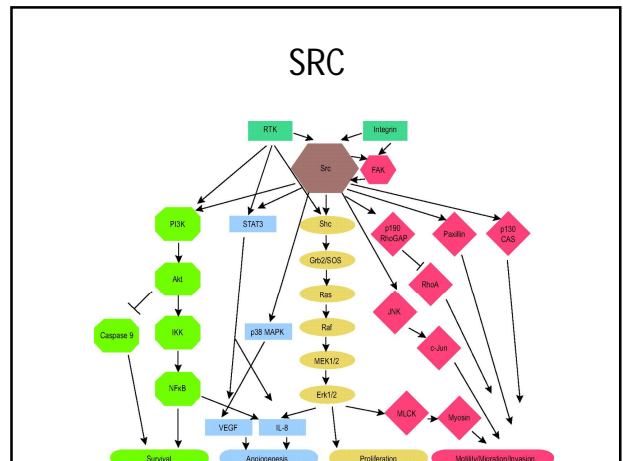 SRC
RTK
Integrin
Src
FAK
PI3K
STAT3
Shc
p190
RhoGAP
Paxillin
p130
CAS
Grb2/SOS
Akt
RhoA
Ras
JNK
Caspase 9
IKK
p38 MAPK
Raf
c-Jun
MEK1/2
NFκB
Erk1/2
MLCK
Myosin
VEGF
IL-8
Survival
Angiogenesis
Proliferation
Motility/Migration/Invasion